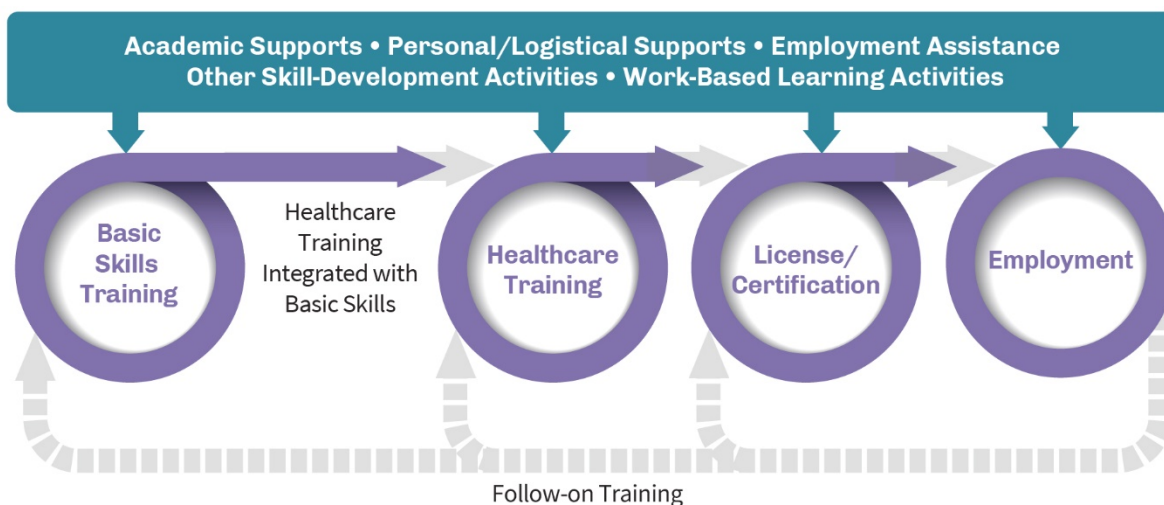 Academic Supports • Personal/Logistical Supports • Employment Assistance
Other Skill-Development Activities • Work-Based Learning Activities
Basic
Skills
Training
Healthcare
Training
Integrated with
Basic Skills
Healthcare
Training
License/
Certification
Employment
Follow-on Training